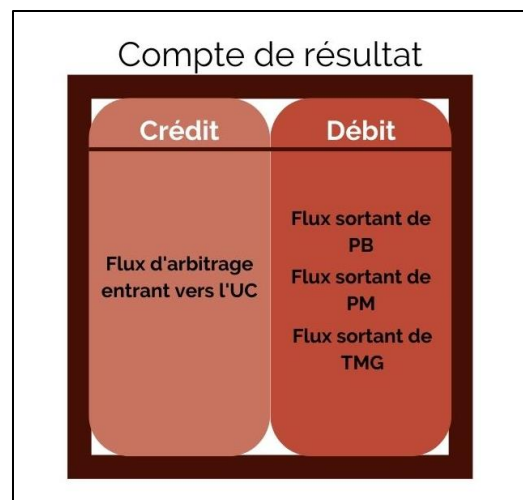 Compte de résultat
Crédit
Débit
Flux d'arbitrage
entrant vers l'UC
Flux sortant de
PB
Flux sortant de
PM
Flux sortant de
TMG